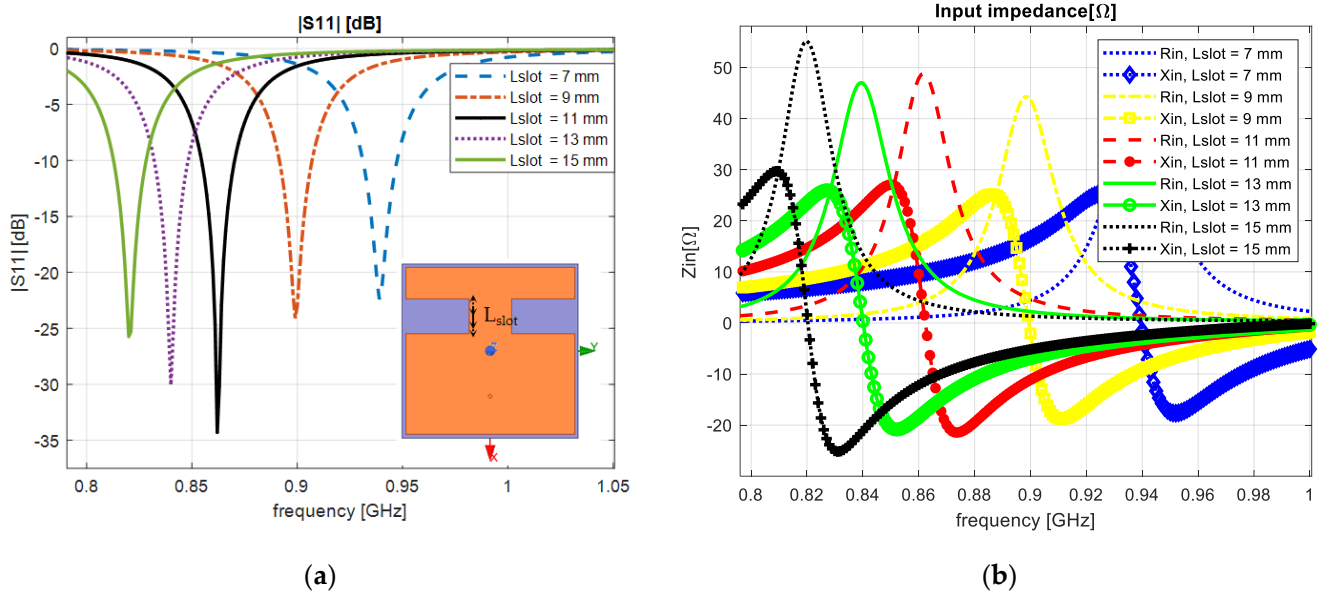 |S11| [dB]
0
-5
-10
-15
-20
-25
-30
-35
|S11| [dB]
0.8
0.85
0.9
0.95
1
1.05
frequency [GHz]
Lslot = 7 mm
Lslot = 9 mm
Lslot = 11 mm
Lslot = 13 mm
Lslot = 15 mm
Lslot
Y
X
(a)
Input impedance[Ω]
50
40
30
20
10
0
-10
-20
Zin[Ω]
0.8
0.82
0.84
0.86
0.88
0.9
0.92
0.94
0.96
0.98
1
frequency [GHz]
Rin, Lslot = 7 mm
Xin, Lslot = 7 mm
Rin, Lslot = 9 mm
Xin, Lslot = 9 mm
Rin, Lslot = 11 mm
Xin, Lslot = 11 mm
Rin, Lslot = 13 mm
Xin, Lslot = 13 mm
Rin, Lslot = 15 mm
Xin, Lslot = 15 mm
(b)